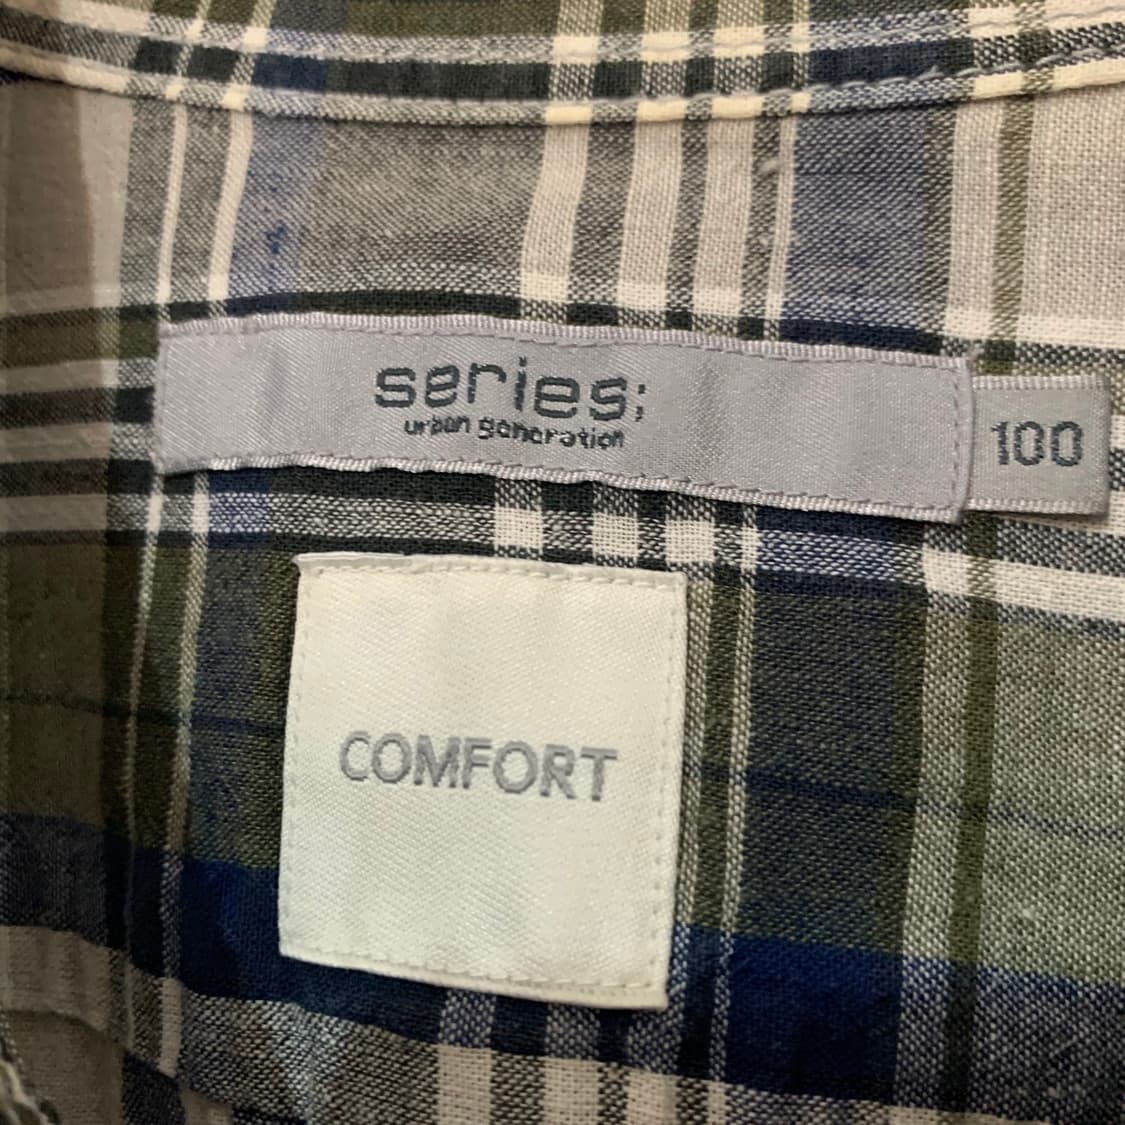 series;
urban generation
100
COMFORT